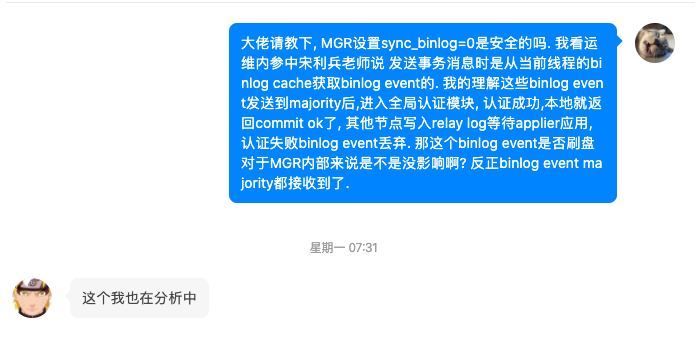 大佬请教下, MGR设置sync_binlog=0是安全的吗. 我看运
维内参中宋利兵老师说 发送事务消息时是从当前线程的bi
nlog cache获取binlog event的. 我的理解这些binlog even
t发送到majority后,进入全局认证模块, 认证成功,本地就返
回commit ok了, 其他节点写入relay log等待applier应用,
认证失败binlog event丢弃. 那这个binlog event是否刷盘
对于MGR内部来说是不是没影响啊? 反正binlog event ma
jority都接收到了.
星期一 07:31
这个我也在分析中